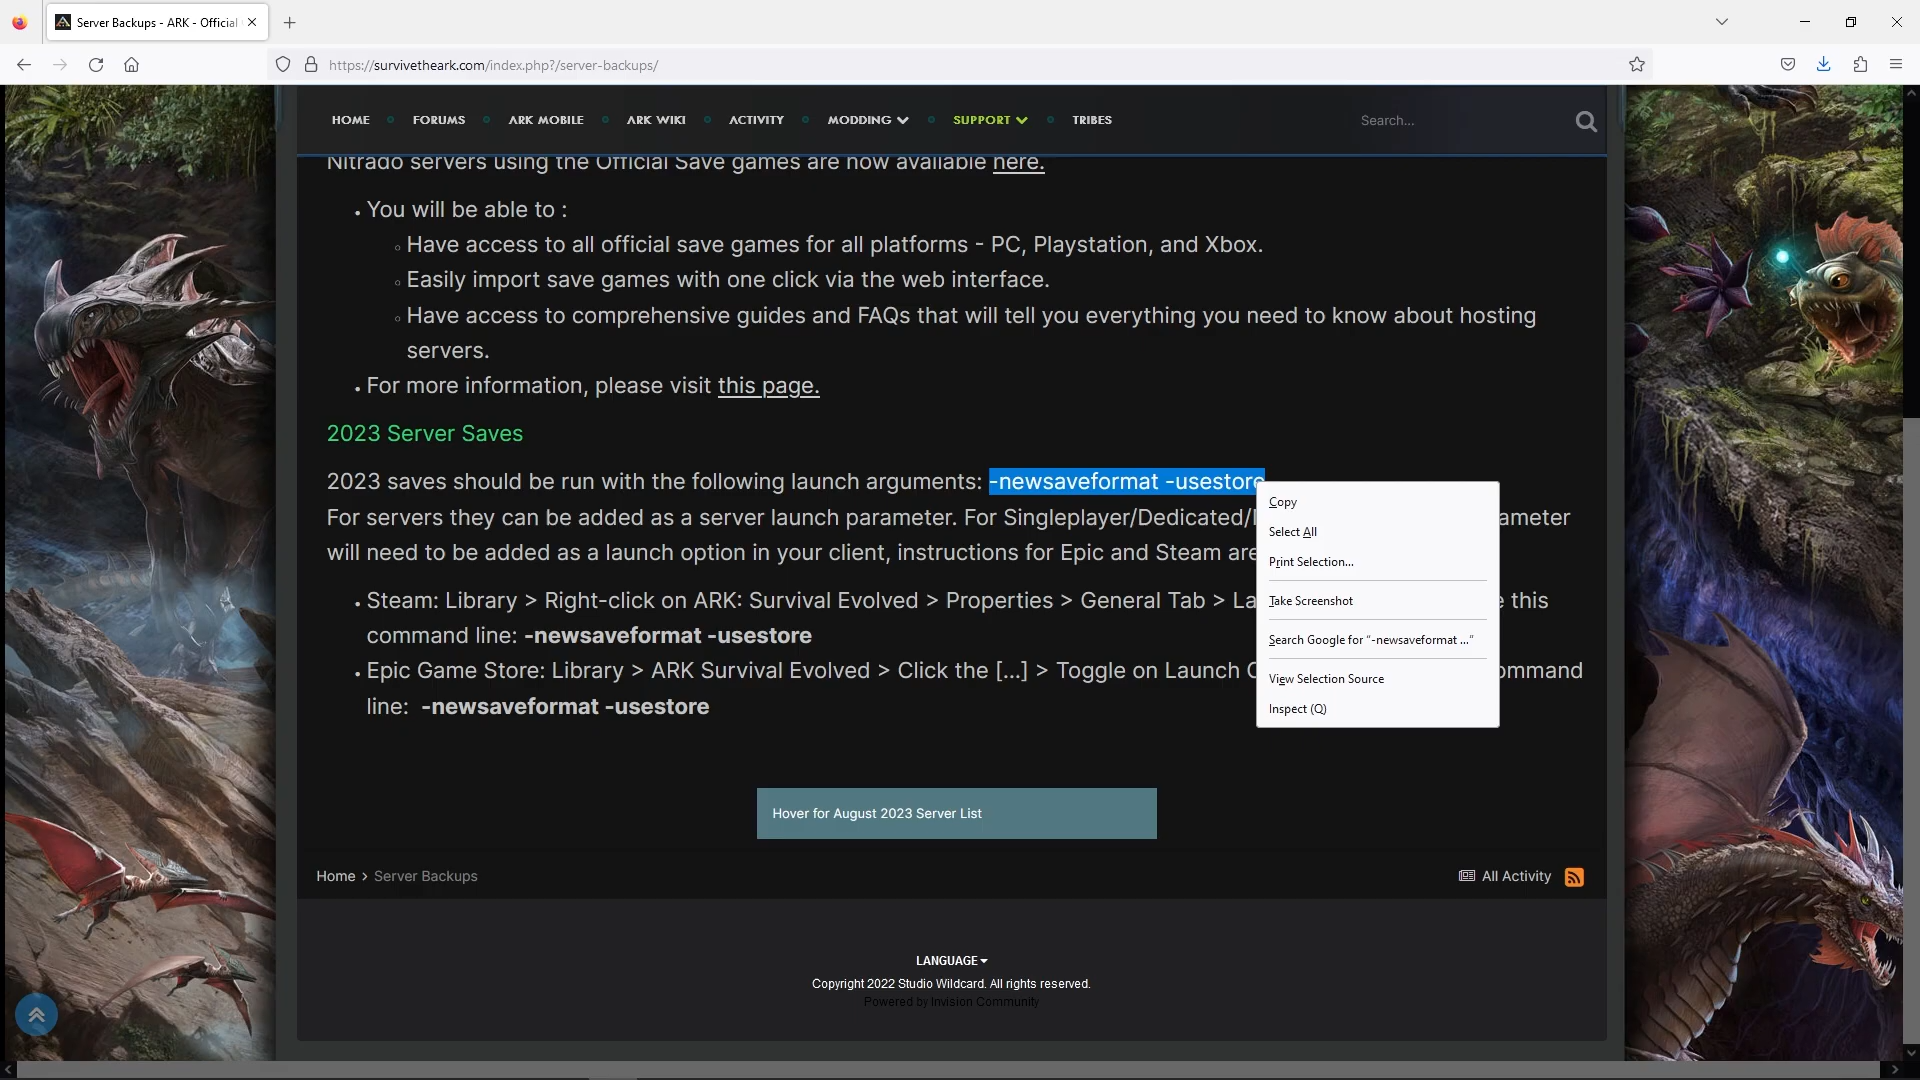 Server Backups - ARK - Official
https://survivetheark.com/index.php?/server-backups/
HOME FORUMS ARK MOBILE ARK WIKI ACTIVITY MODDING SUPPORT TRIBES Search...
Nitrado servers using the Official Save games are now available here.
• You will be able to :
◦ Have access to all official save games for all platforms - PC, Playstation, and Xbox.
◦ Easily import save games with one click via the web interface.
◦ Have access to comprehensive guides and FAQs that will tell you everything you need to know about hosting
servers.
• For more information, please visit this page.
2023 Server Saves
2023 saves should be run with the following launch arguments: -newsaveformat -usestore
For servers they can be added as a server launch parameter. For Singleplayer/Dedicated/
will need to be added as a launch option in your client, instructions for Epic and Steam are
• Steam: Library > Right-click on ARK: Survival Evolved > Properties > General Tab > La this
command line: -newsaveformat -usestore
• Epic Game Store: Library > ARK Survival Evolved > Click the [...] > Toggle on Launch
line: -newsaveformat -usestore
Copy
Select All
Print Selection...
Take Screenshot
Search Google for “-newsaveformat ...”
View Selection Source
Inspect (Q)
Hover for August 2023 Server List
Home > Server Backups
All Activity
LANGUAGE
Copyright 2022 Studio Wildcard. All rights reserved.
Powered by Invision Community